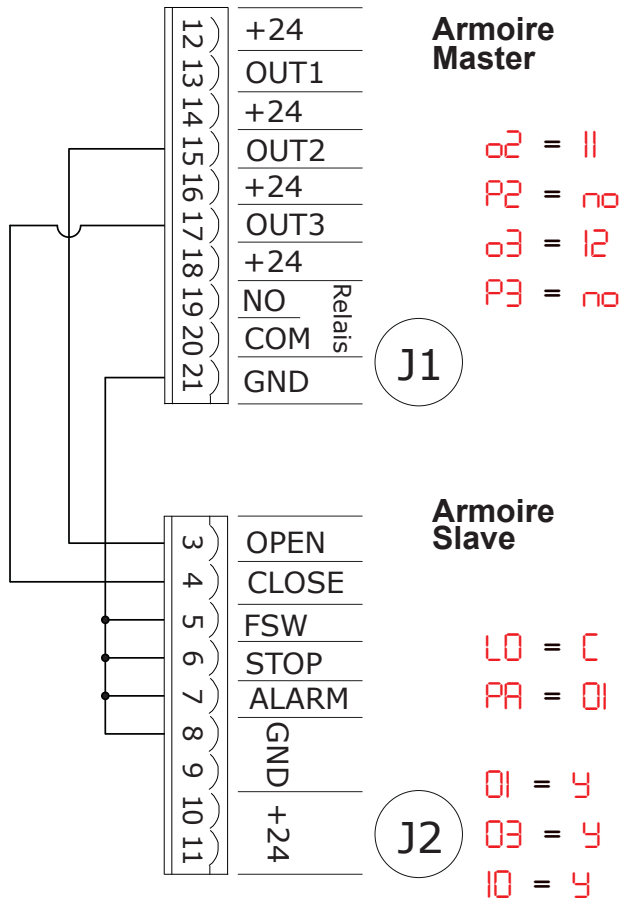 12 +24
13 OUT1
14 +24
15 OUT2
16 +24
17 OUT3
18 +24
19 NO
20 COM
Relais
21 GND
J1
Armoire
Master
o2 = 11
P2 = no
o3 = 12
P3 = no
3 OPEN
4 CLOSE
5 FSW
6 STOP
7 ALARM
8
9
GND
10
11
+24
J2
Armoire
Slave
LO = C
PA = 01
01 = Y
03 = Y
10 = Y